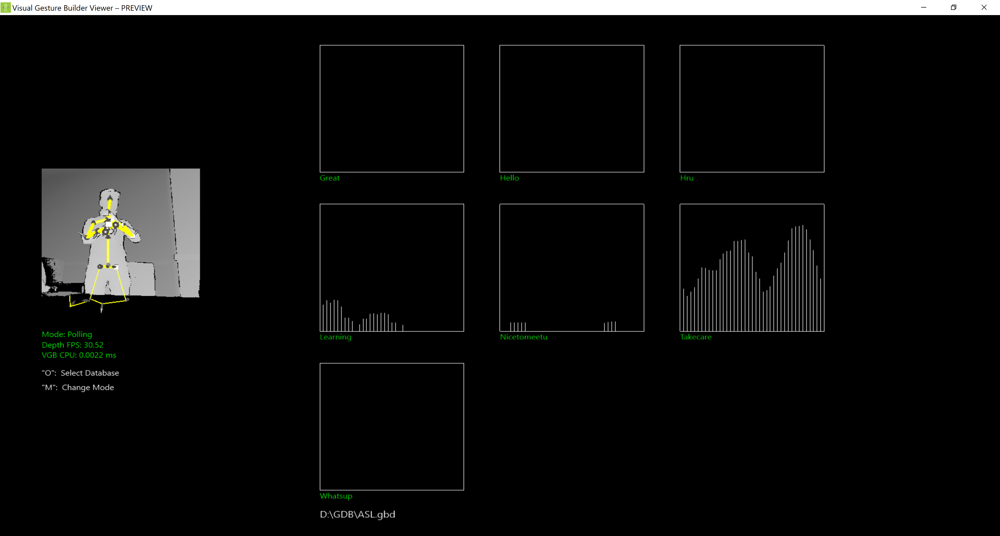 Visual Gesture Builder Viewer – PREVIEW
Great
Hello
Hru
Learning
Nicetomeetu
Takecare
Mode: Polling
Depth FPS: 30.52
VGB CPU: 0.0022 ms
"O":  Select Database
"M":  Change Mode
Whatsup
D:\GDB\ASL.gbd